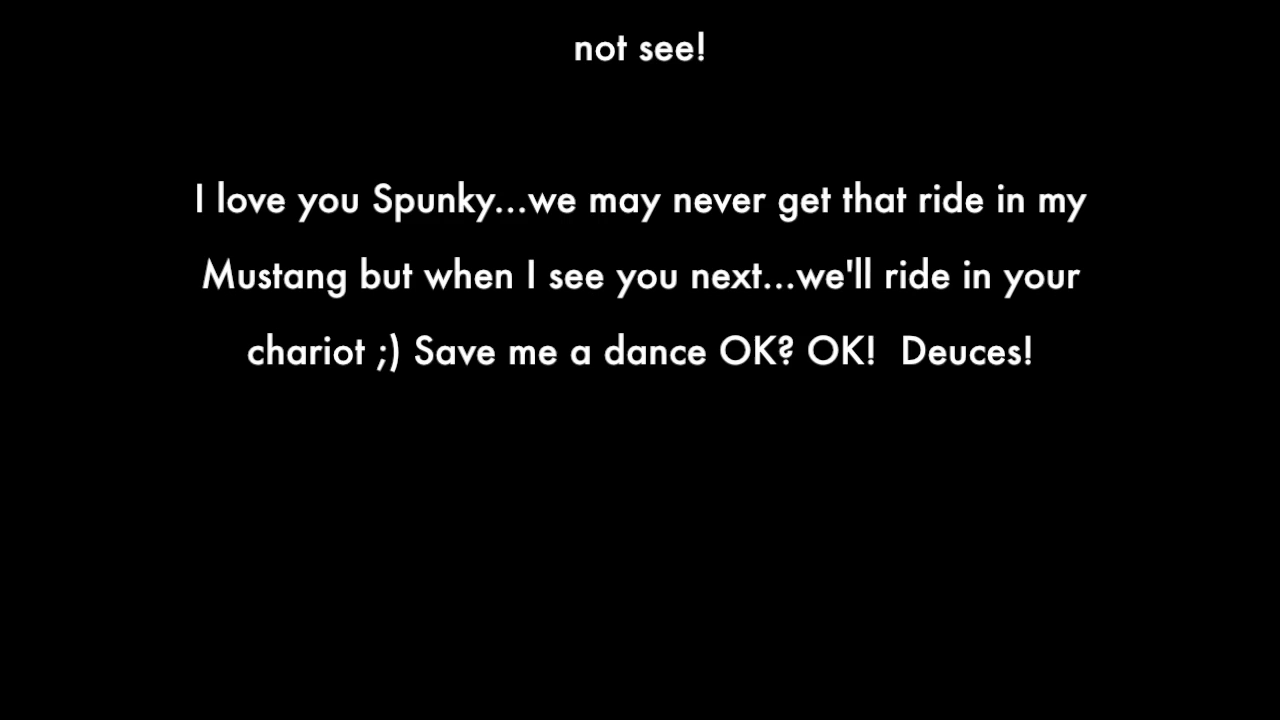 not see!
I love you Spunky...we may never get that ride in my
Mustang but when I see you next...we'll ride in your
chariot ;) Save me a dance OK? OK!  Deuces!